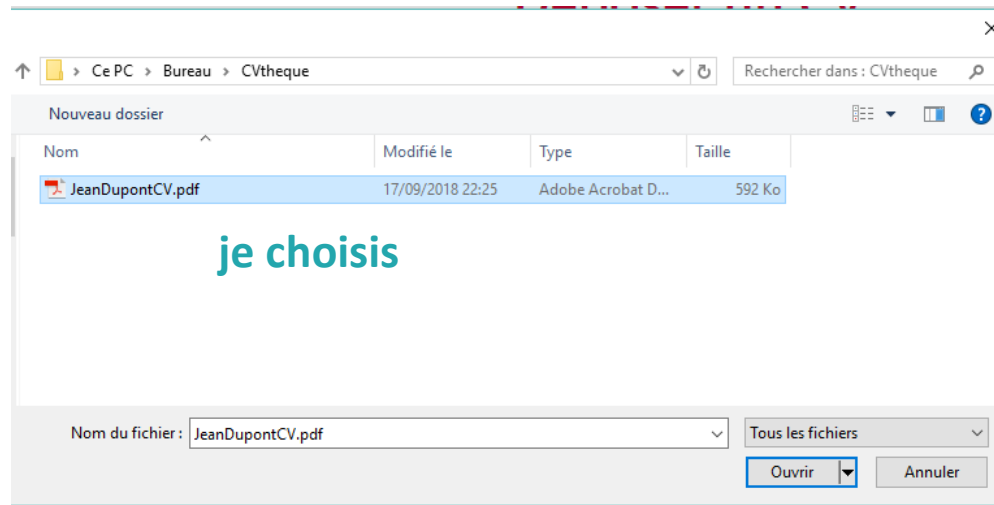 Ce PC > Bureau > CVtheque
Rechercher dans : CVtheque
Nouveau dossier
Nom Modifié le Type Taille
JeanDupontCV.pdf 17/09/2018 22:25 Adobe Acrobat D... 592 Ko
je choisis
Nom du fichier : JeanDupontCV.pdf Tous les fichiers
Ouvrir Annuler